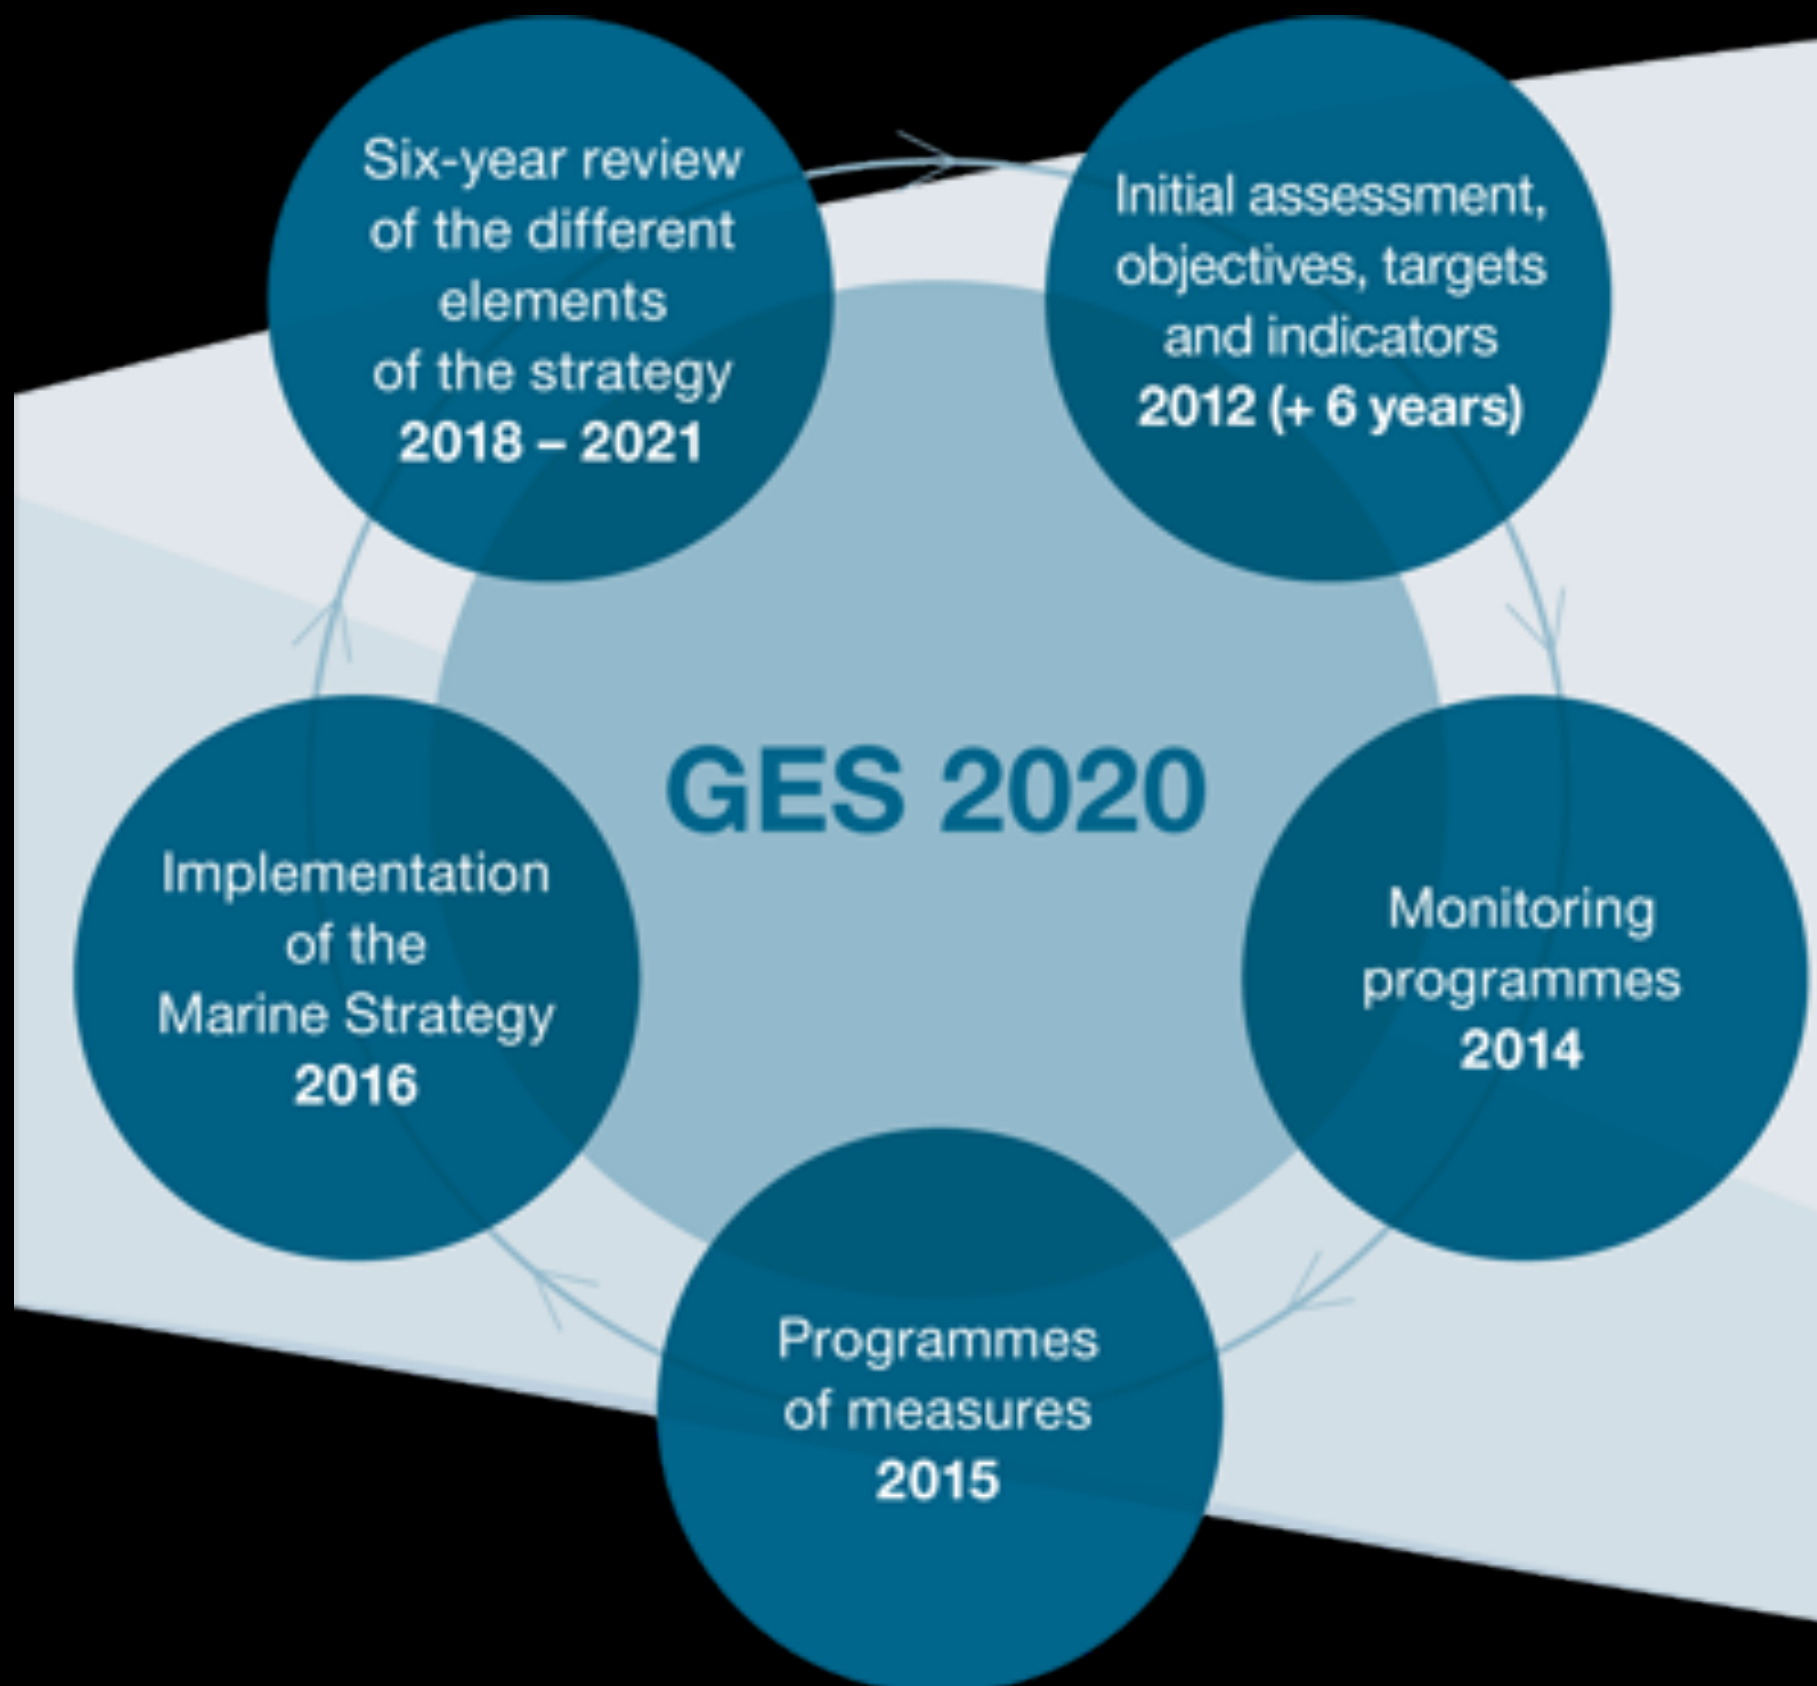 Six-year review
of the different
elements
of the strategy
2018 – 2021
Initial assessment,
objectives, targets
and indicators
2012 (+ 6 years)
GES 2020
Implementation
of the
Marine Strategy
2016
Monitoring
programmes
2014
Programmes
of measures
2015